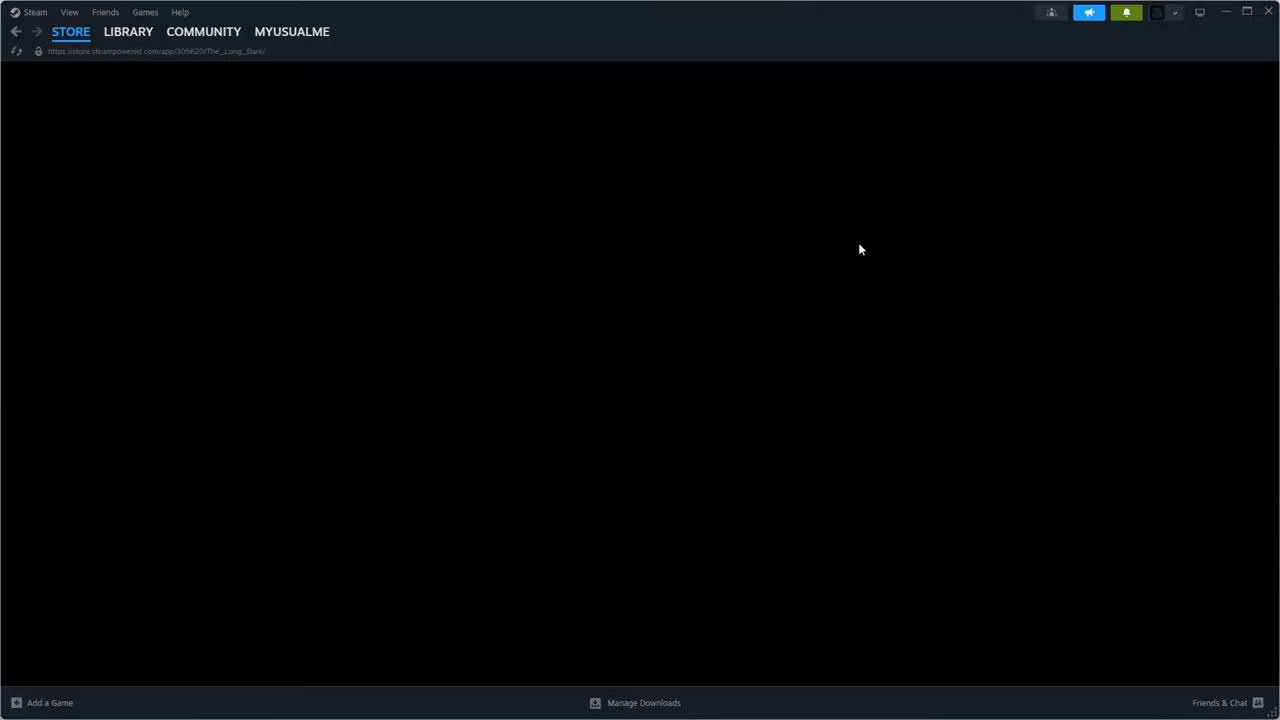 Steam View Friends Games Help
STORE LIBRARY COMMUNITY MYUSUALME
https://store.steampowered.com/app/305620/The_Long_Dark/
Add a Game Manage Downloads Friends & Chat